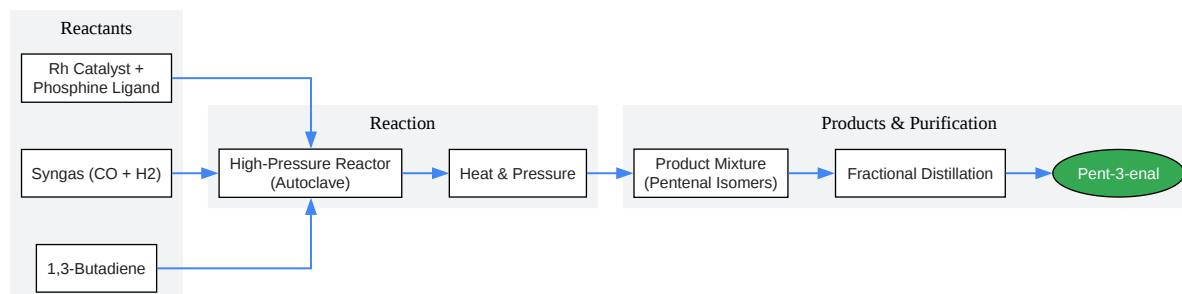 Reactants
Rh Catalyst +
Phosphine Ligand
Syngas (CO + H2)
1,3-Butadiene
Reaction
High-Pressure Reactor
(Autoclave)
Heat & Pressure
Products & Purification
Product Mixture
(Pentenal Isomers)
Fractional Distillation
Pent-3-enal